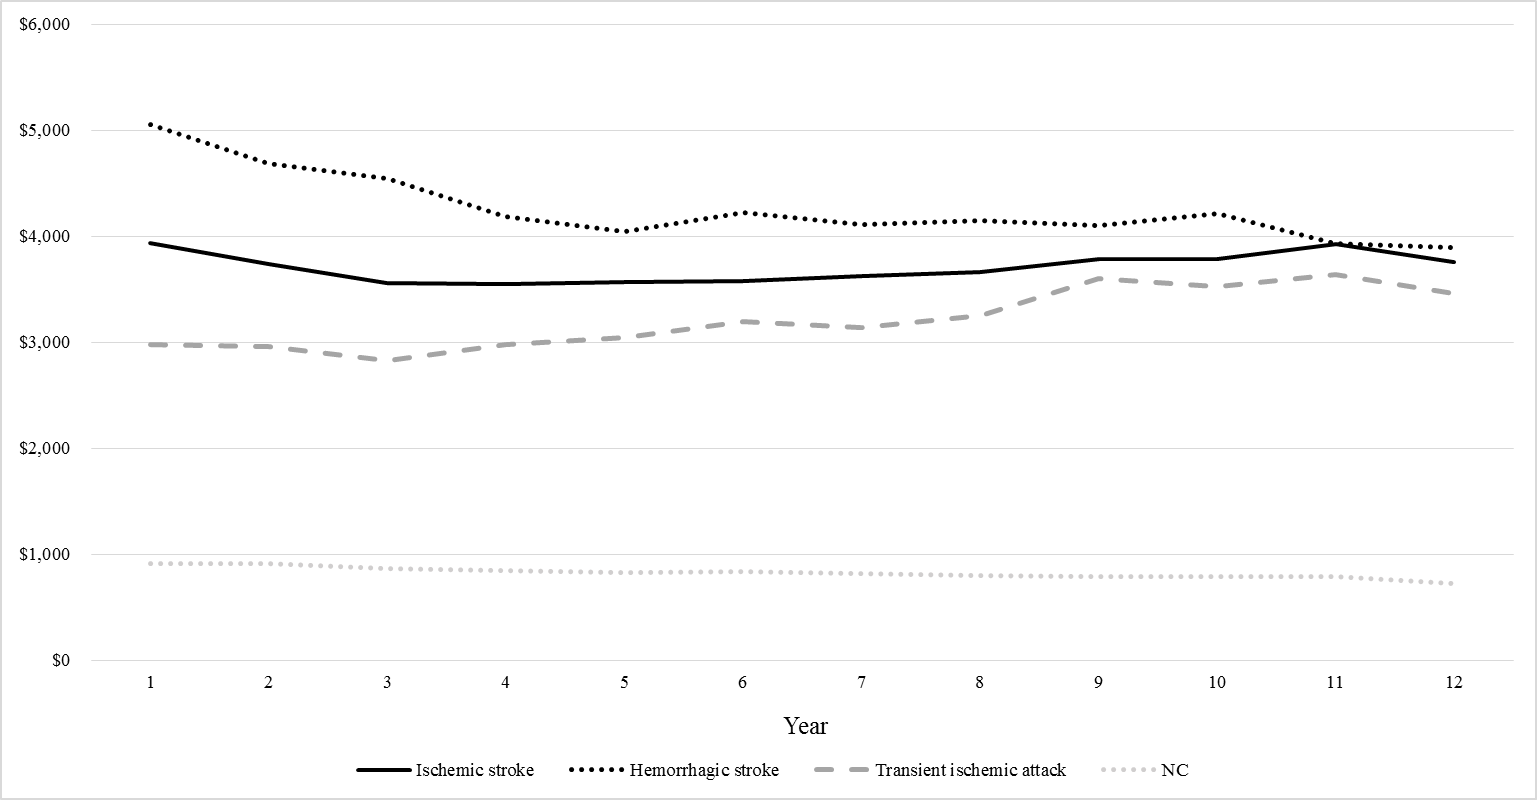 $6,000
$5,000
$4,000
$3,000
$2,000
$1,000
$0
1 2 3 4 5 6 7 8 9 10 11 12
Year
Ischemic stroke Hemorrhagic stroke Transient ischemic attack NC